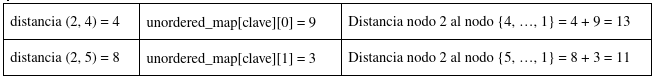 distancia (2, 4) = 4 unordered_map[clave][0] = 9 Distancia nodo 2 al nodo {4, …, 1} = 4 + 9 = 13
distancia (2, 5) = 8 unordered_map[clave][1] = 3 Distancia nodo 2 al nodo {5, …, 1} = 8 + 3 = 11